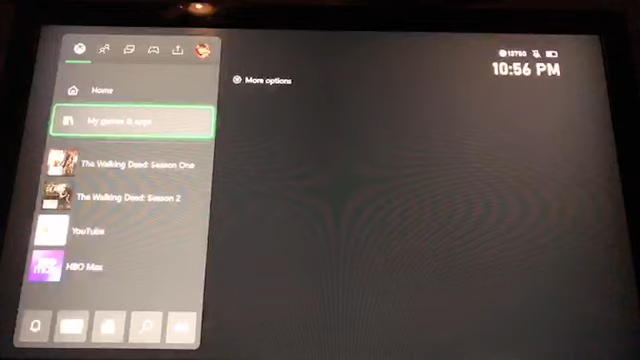 12750
10:56 PM
More options
Home
My games & apps
The Walking Dead: Season One
The Walking Dead: Season 2
YouTube
HBO Max